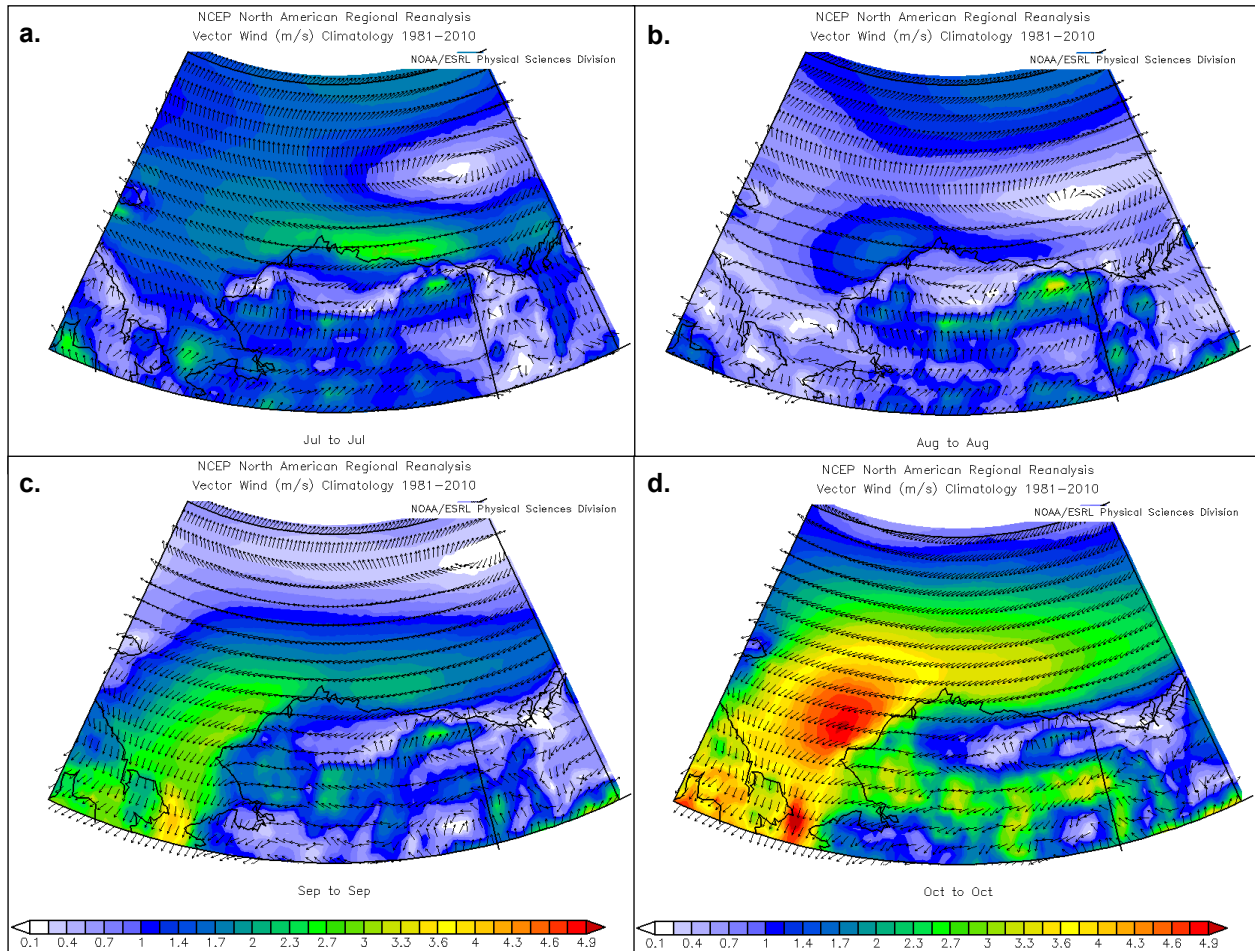 a.
NCEP North American Regional Reanalysis
Vector Wind (m/s) Climatology 1981-2010
NOAA/ESRL Physical Sciences Division
Jul to Jul
b.
NCEP North American Regional Reanalysis
Vector Wind (m/s) Climatology 1981-2010
NOAA/ESRL Physical Sciences Division
Aug to Aug
c.
NCEP North American Regional Reanalysis
Vector Wind (m/s) Climatology 1981-2010
NOAA/ESRL Physical Sciences Division
Sep to Sep
0.1 0.4 0.7 1 1.4 1.7 2 2.3 2.7 3 3.3 3.6 4 4.3 4.6 4.9
d.
NCEP North American Regional Reanalysis
Vector Wind (m/s) Climatology 1981-2010
NOAA/ESRL Physical Sciences Division
Oct to Oct
0.1 0.4 0.7 1 1.4 1.7 2 2.3 2.7 3 3.3 3.6 4 4.3 4.6 4.9